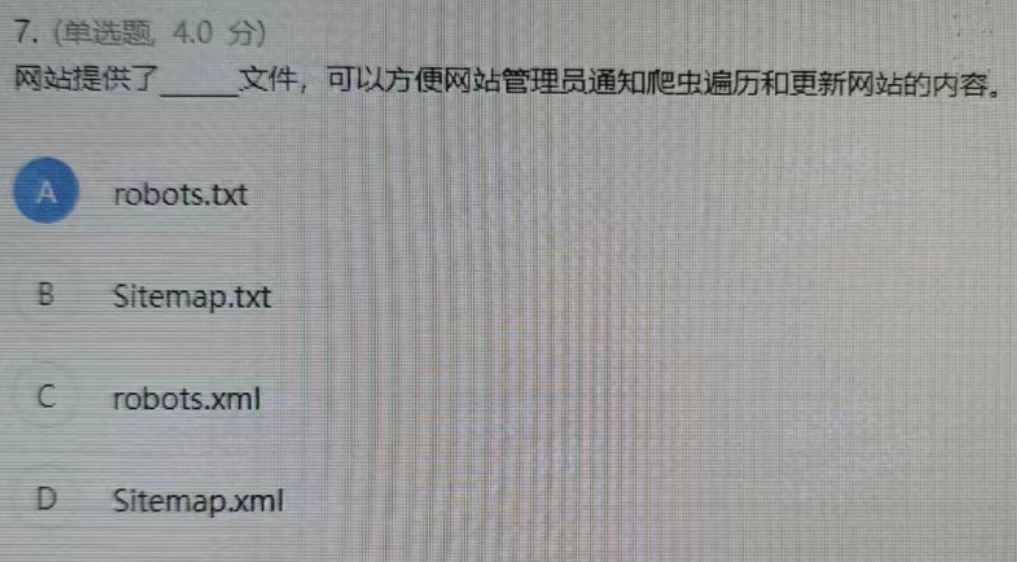 7. (单选题, 4.0 分)
网站提供了_____文件，可以方便网站管理员通知爬虫遍历和更新网站的内容。
A robots.txt
B Sitemap.txt
C robots.xml
D Sitemap.xml